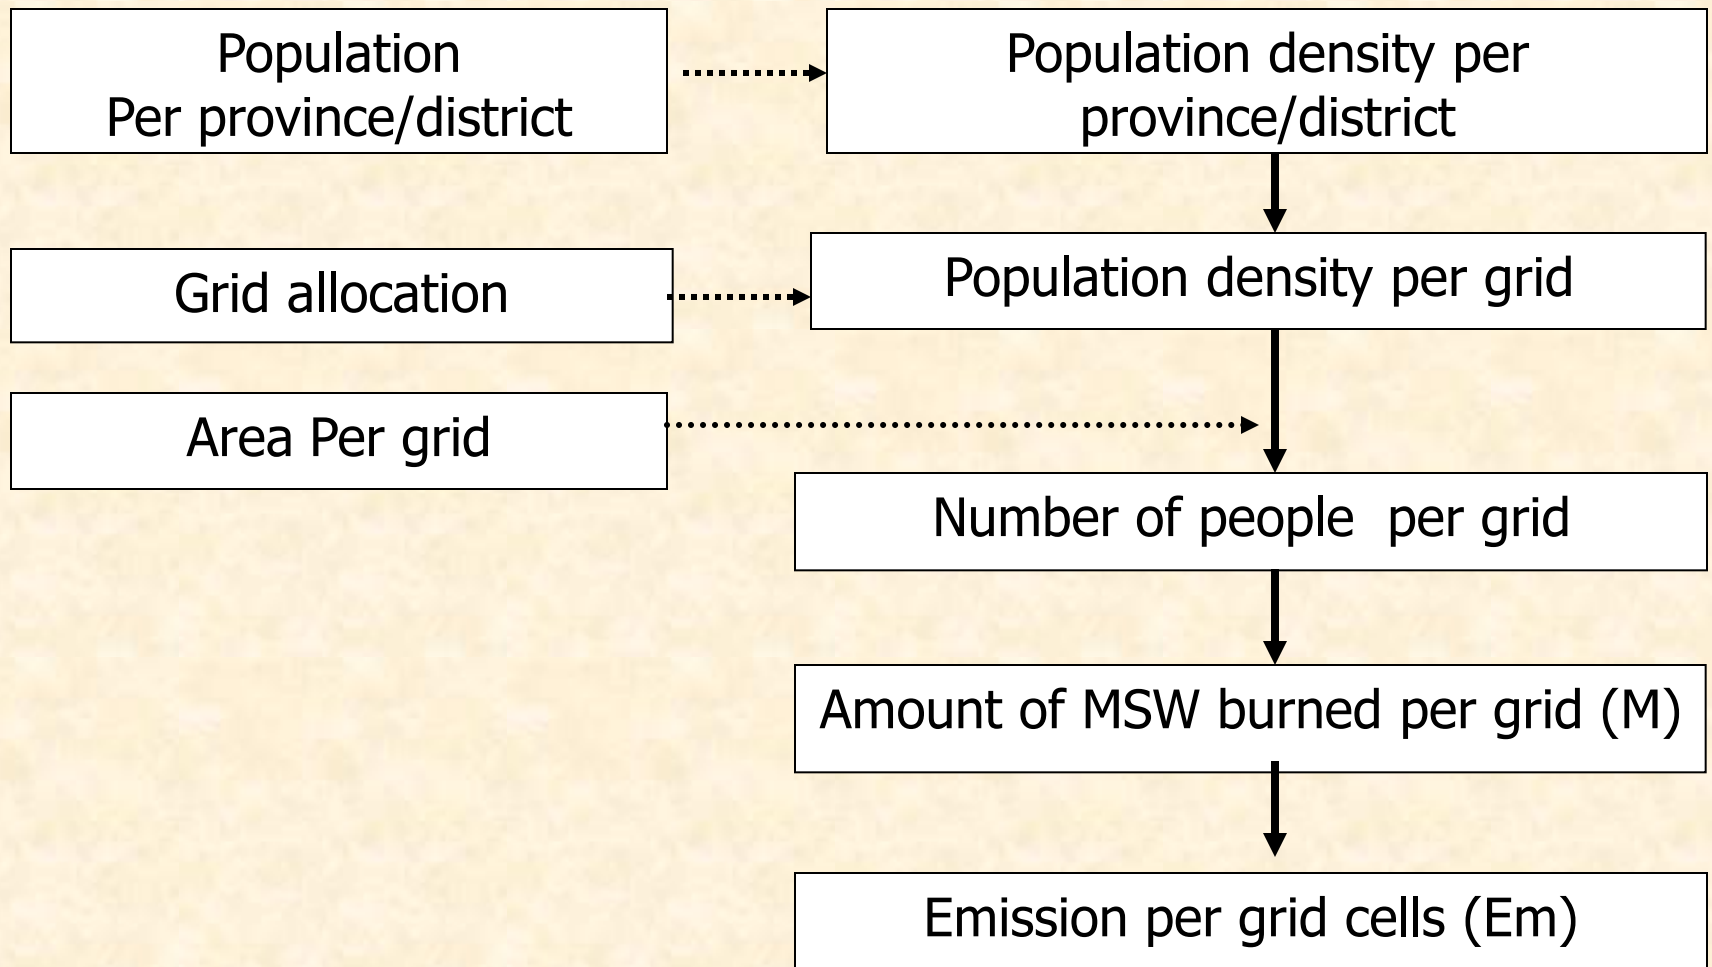 Population
Per province/district
Population density per
province/district
Grid allocation
Population density per grid
Area Per grid
Number of people  per grid
Amount of MSW burned per grid (M)
Emission per grid cells (Em)